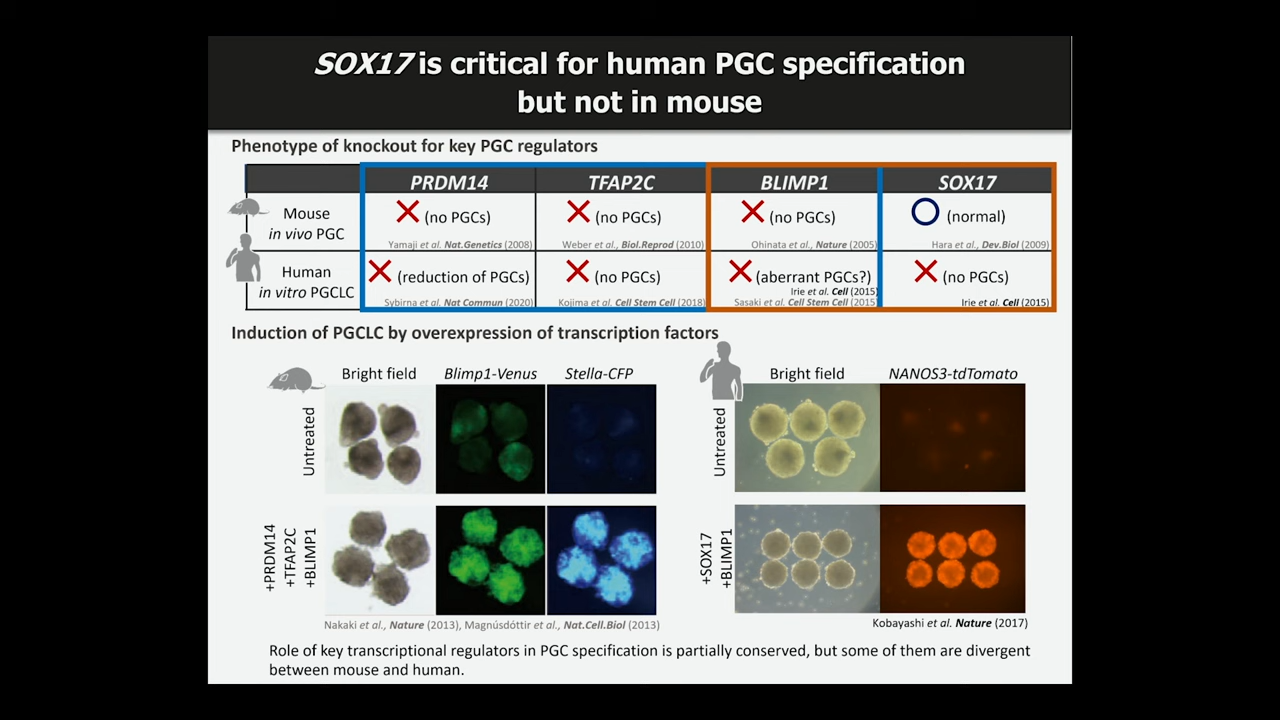 SOX17 is critical for human PGC specification
but not in mouse
Phenotype of knockout for key PGC regulators
PRDM14 TFAP2C BLIMP1 SOX17
Mouse
in vivo PGC
(no PGCs) (no PGCs) (no PGCs) (normal)
Yamaji et al. Nat.Genetics (2008) Weber et al., Biol.Reprod (2010) Ohinata et al., Nature (2005) Hara et al., Dev.Biol (2009)
Human
in vitro PGCLC
(reduction of PGCs) (no PGCs) (aberrant PGCs?) (no PGCs)
Irie et al. Cell (2015)
Sybirna et al. Nat Commun (2020) Kojima et al. Cell Stem Cell (2018) Sasaki et al. Cell Stem Cell (2015) Irie et al. Cell (2015)
Induction of PGCLC by overexpression of transcription factors
Bright field Blimp1-Venus Stella-CFP Bright field NANOS3-tdTomato
Untreated
Untreated
+PRDM14
+TFAP2C
+BLIMP1
+SOX17
+BLIMP1
Nakaki et al., Nature (2013), Magnúsdóttir et al., Nat.Cell.Biol (2013)
Kobayashi et al. Nature (2017)
Role of key transcriptional regulators in PGC specification is partially conserved, but some of them are divergent
between mouse and human.